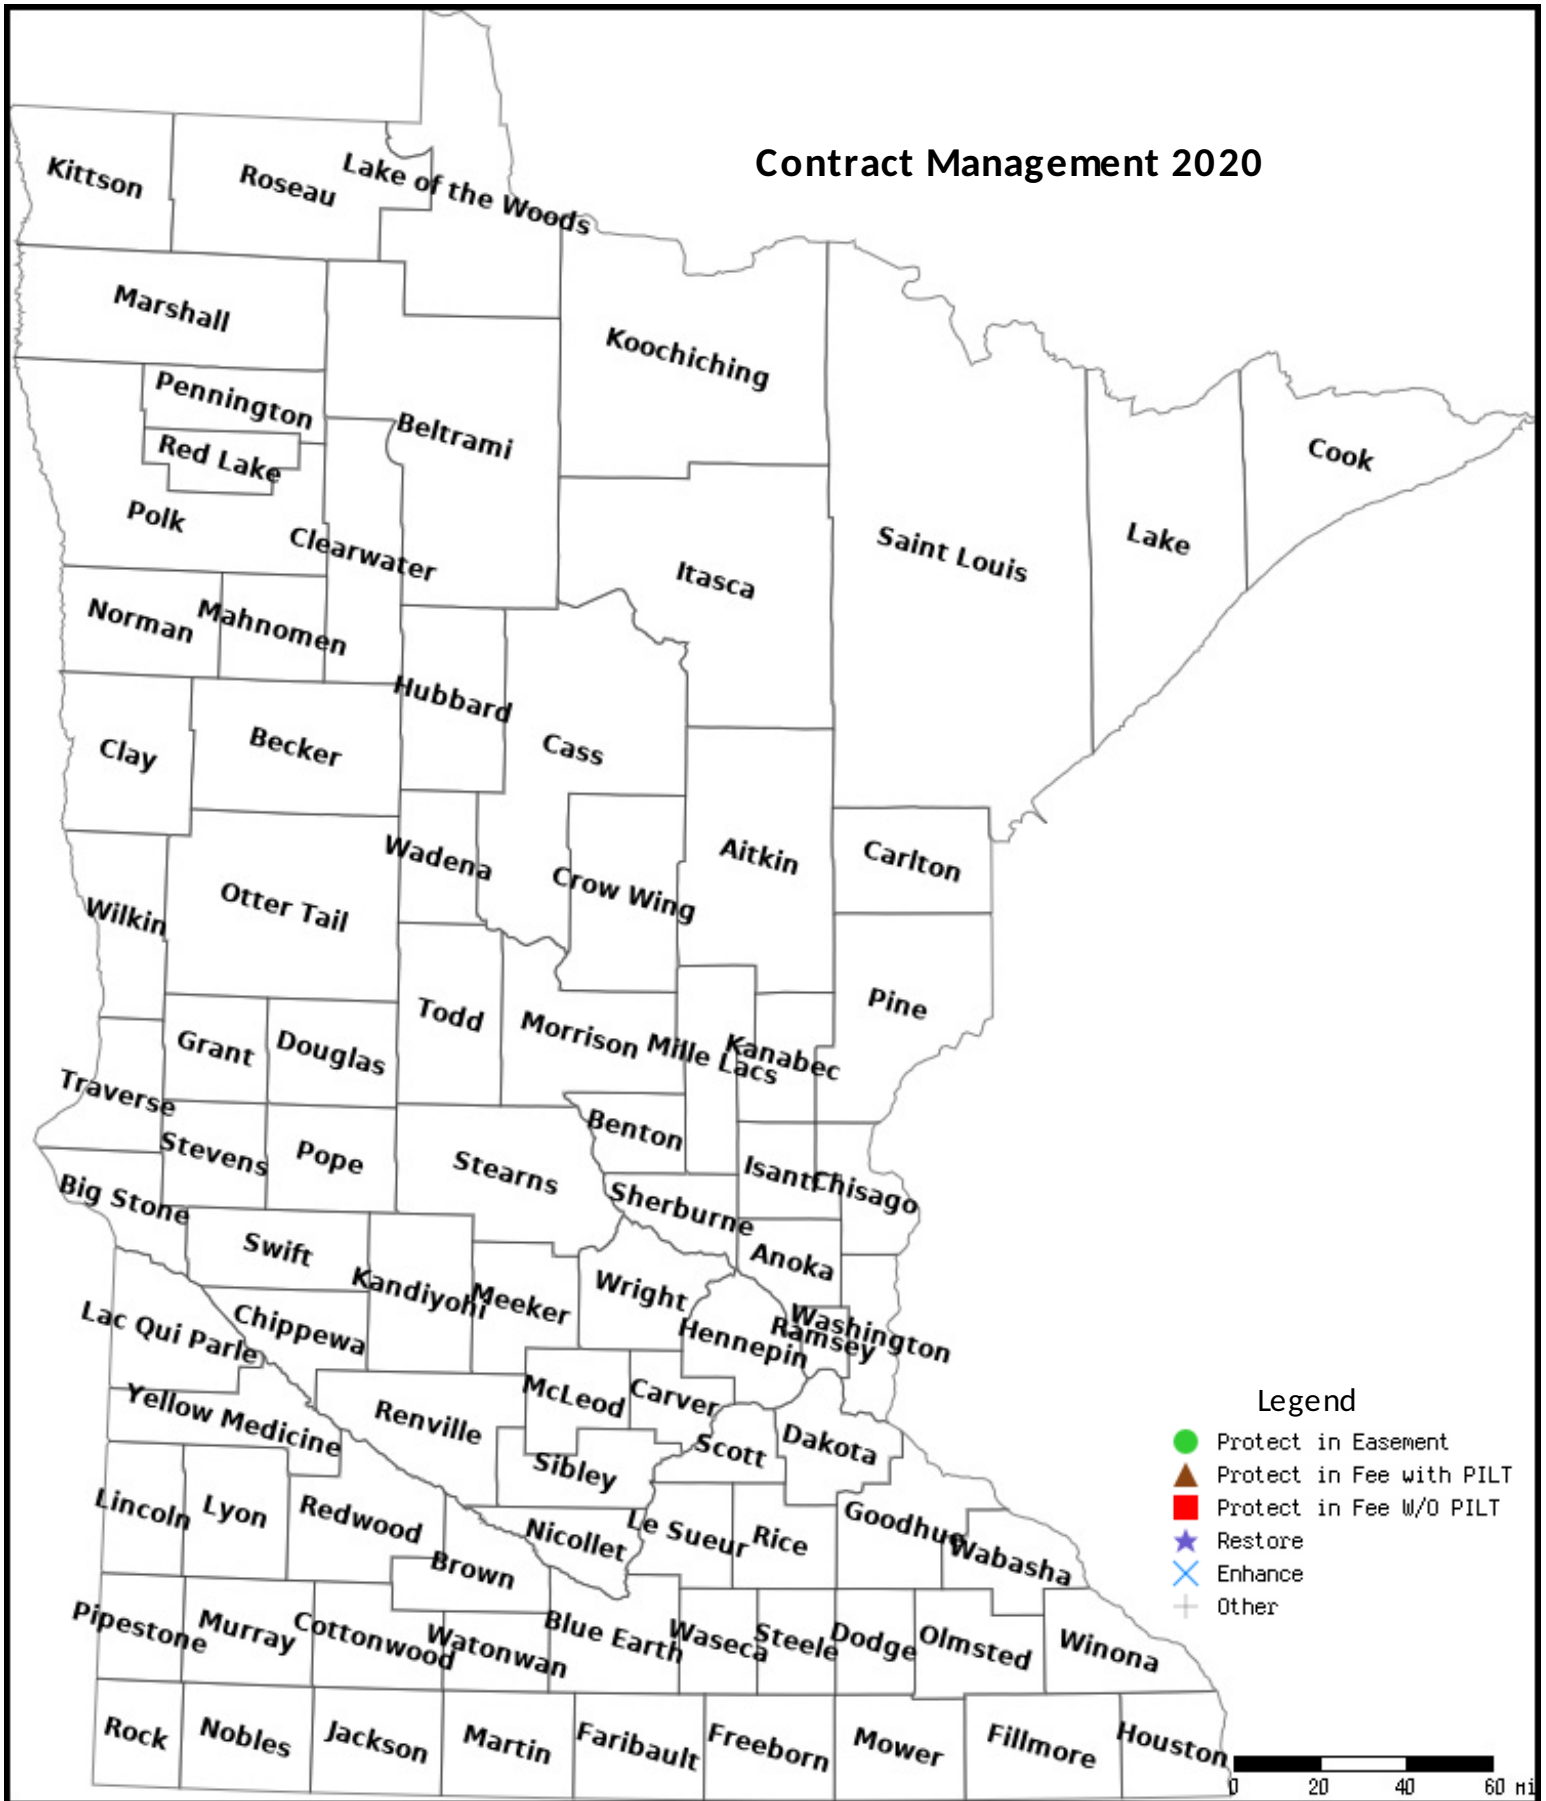 Contract Management 2020
Kittson
Roseau
Lake of the Woods
Marshall
Koochiching
Pennington
Beltrami
Red Lake
Cook
Polk
Clearwater
Saint Louis
Lake
Itasca
Norman
Mahnomen
Hubbard
Clay
Becker
Cass
Wadena
Aitkin
Carlton
Crow Wing
Otter Tail
Wilkin
Pine
Todd
Morrison
Mille Lacs
Kanabec
Grant
Douglas
Traverse
Benton
Stevens
Pope
Stearns
Isanti
Chisago
Big Stone
Sherburne
Swift
Anoka
Kandiyohi
Meeker
Wright
Chippewa
Lac Qui Parle
Hennepin
Ramsey
Washington
McLeod
Carver
Yellow Medicine
Renville
Scott
Dakota
Sibley
Legend
Protect in Easement
Protect in Fee with PILT
Protect in Fee W/O PILT
Restore
Enhance
Other
Lincoln
Lyon
Redwood
Nicollet
Le Sueur
Rice
Goodhue
Wabasha
Brown
Pipestone
Murray
Cottonwood
Watonwan
Blue Earth
Waseca
Steele
Dodge
Olmsted
Winona
Rock
Nobles
Jackson
Martin
Faribault
Freeborn
Mower
Fillmore
Houston
0 20 40 60 mi